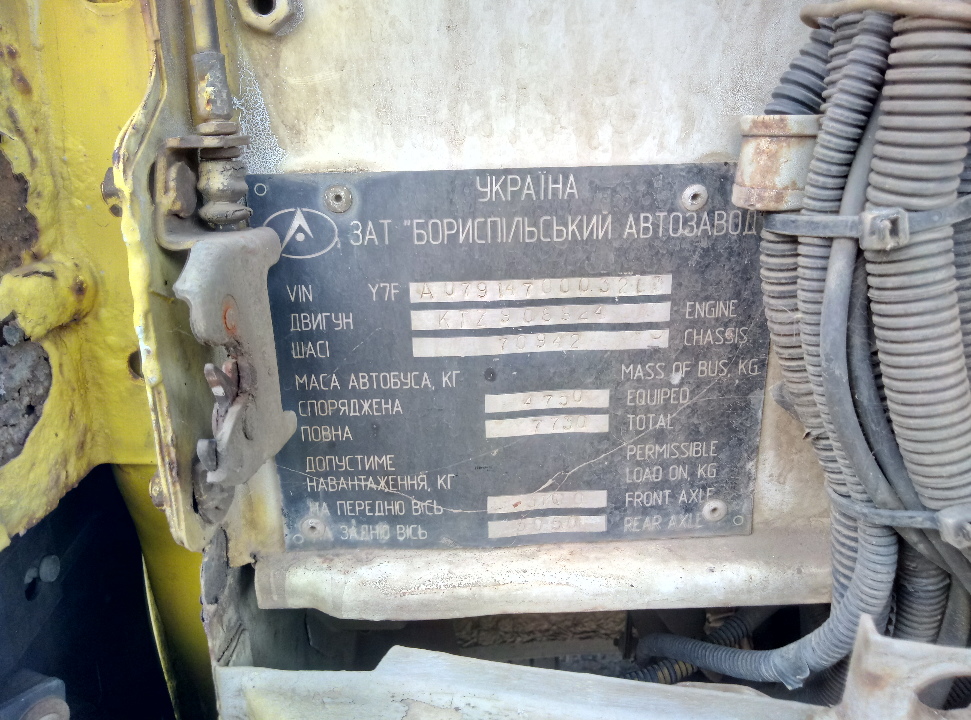 УКРАЇНА
ЗАТ "БОРИСПІЛЬСЬКИЙ АВТОЗАВОД
VIN Y7F
ДВИГУН ENGINE
ШАСІ 70942 CHASSIS
МАСА АВТОБУСА, КГ MASS OF BUS, KG
СПОРЯДЖЕНА 4750 EQUIPED
ПОВНА TOTAL
ДОПУСТИМЕ PERMISSIBLE
НАВАНТАЖЕННЯ, КГ LOAD ON, KG
НА ПЕРЕДНЮ ВІСЬ FRONT AXLE
НА ЗАДНЮ ВІСЬ REAR AXLE